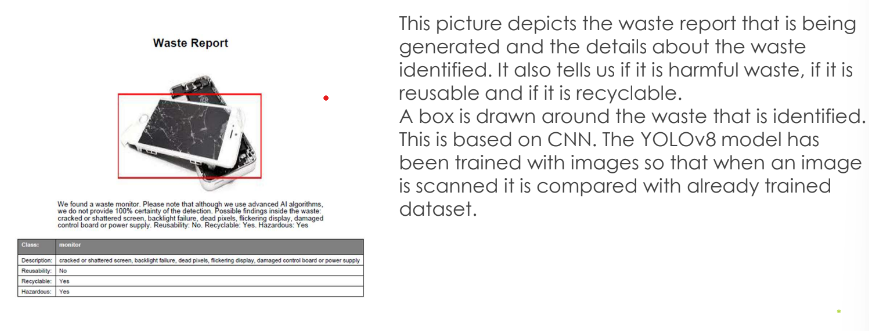 Waste Report
We found a waste monitor. Please note that although we use advanced AI algorithms,
we do not provide 100% certainty of the detection. Possible findings inside the waste:
cracked or shattered screen, backlight failure, dead pixels, flickering display, damaged
control board or power supply. Reusability: No. Recyclable: Yes. Hazardous: Yes
Class: monitor
Description: cracked or shattered screen, backlight failure, dead pixels, flickering display, damaged control board or power supply
Reusability: No
Recyclable: Yes
Hazardous: Yes
This picture depicts the waste report that is being
generated and the details about the waste
identified. It also tells us if it is harmful waste, if it is
reusable and if it is recyclable.
A box is drawn around the waste that is identified.
This is based on CNN. The YOLOv8 model has
been trained with images so that when an image
is scanned it is compared with already trained
dataset.